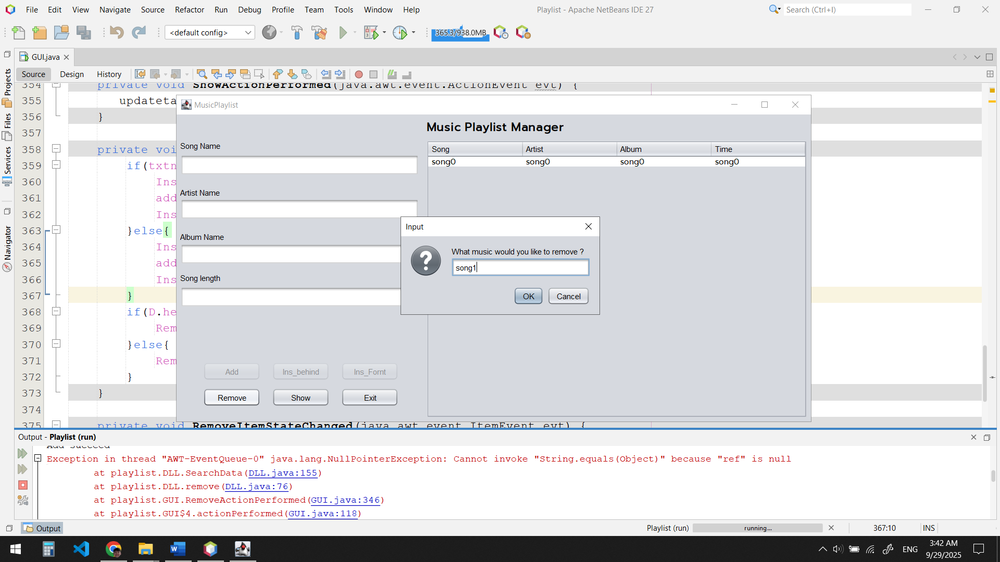 File Edit View Navigate Source Refactor Run Debug Profile Team Tools Window Help
Playlist - Apache NetBeans IDE 27
Search (Ctrl+I)
<default config>
365.3/938.0MB
GUI.java
Source Design History
Projects
Files
Services
Navigator
354 private void ShowActionPerformed(java.awt.event.ActionEvent evt) {
355 updateta
356 }
357
358 private voi
359 if(txtn
360 Ins
361 add
362 Ins
363 }else{
364 Ins
365 add
366 Ins
367 }
368 if(D.he
369 Rem
370 }else{
371 Rem
372 }
373 }
374
375 private void RemoveItemStateChanged(java.awt.event.ItemEvent evt) {
MusicPlaylist
Music Playlist Manager
Song Name
Artist Name
Album Name
Song length
Song Artist Album Time
song0 song0 song0 song0
Input
What music would you like to remove ?
song1
OK Cancel
Add Ins_behind Ins_Fornt
Remove Show Exit
Output - Playlist (run)
Add Succeed
Exception in thread "AWT-EventQueue-0" java.lang.NullPointerException: Cannot invoke "String.equals(Object)" because "ref" is null
at playlist.DLL.SearchData(DLL.java:155)
at playlist.DLL.remove(DLL.java:76)
at playlist.GUI.RemoveActionPerformed(GUI.java:346)
at playlist.GUI$4.actionPerformed(GUI.java:118)
Output
Playlist (run) running... 367:10 INS
ENG
3:42 AM
9/29/2025